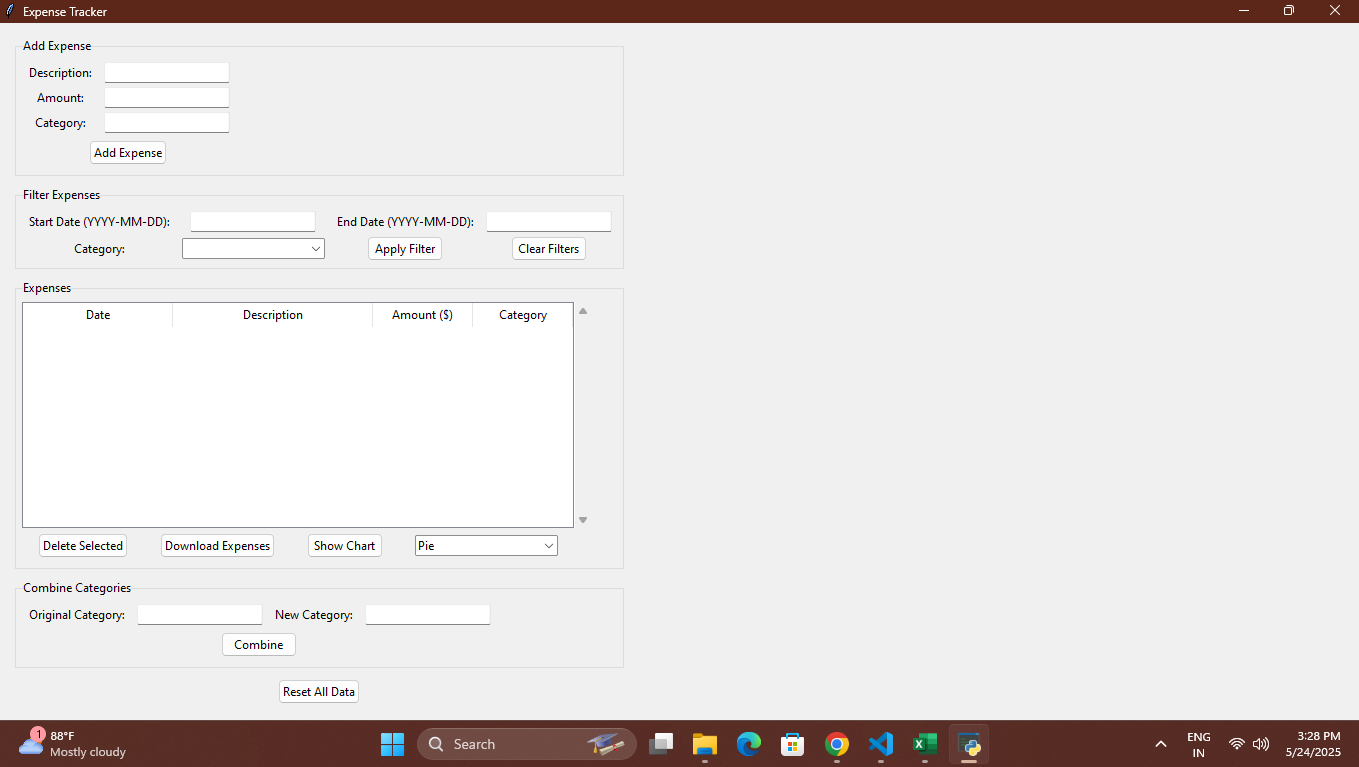 Expense Tracker
Add Expense
Description:
Amount:
Category:
Add Expense
Filter Expenses
Start Date (YYYY-MM-DD): End Date (YYYY-MM-DD):
Category: Apply Filter Clear Filters
Expenses
Date Description Amount ($) Category
Delete Selected Download Expenses Show Chart Pie
Combine Categories
Original Category: New Category:
Combine
Reset All Data
1 88°F
Mostly cloudy
Search
ENG
IN
3:28 PM
5/24/2025